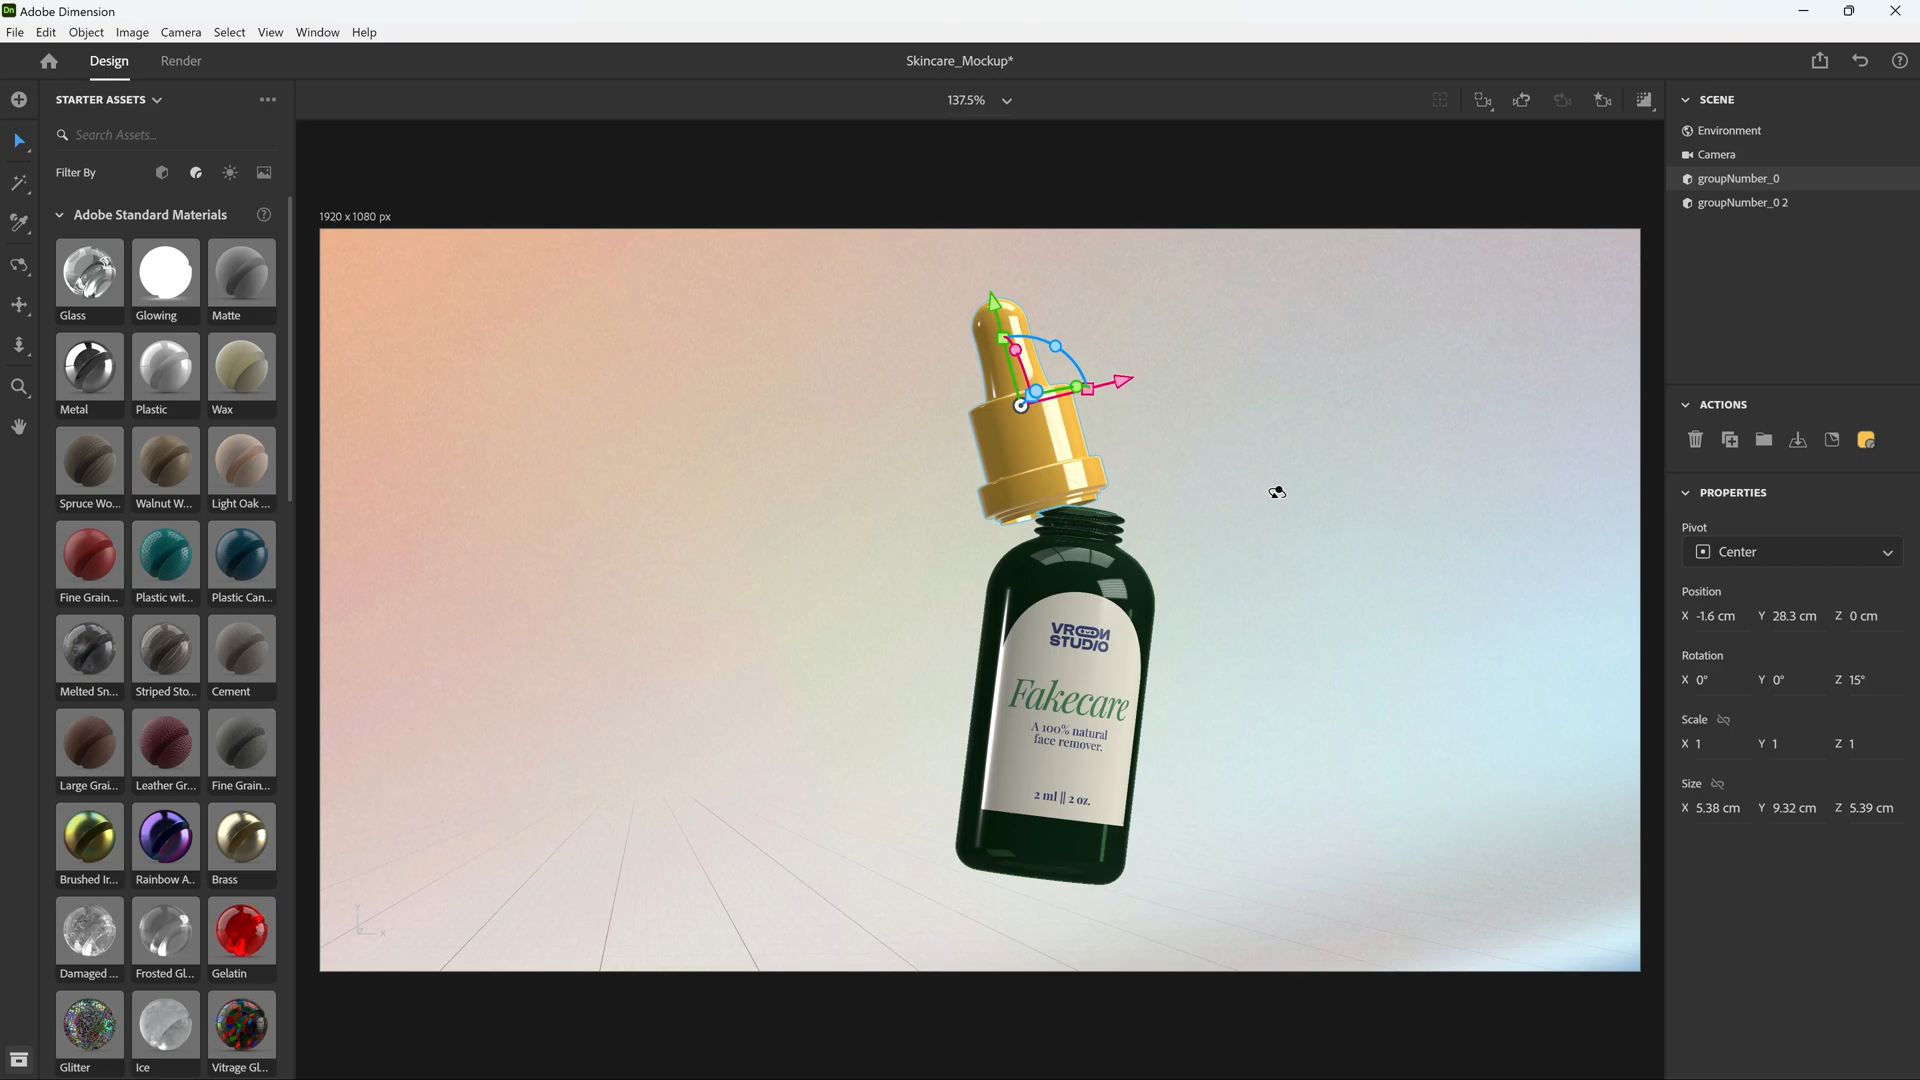 Dn Adobe Dimension
File Edit Object Image Camera Select View Window Help
Design Render Skincare_Mockup*
STARTER ASSETS
Search Assets...
Filter By
Adobe Standard Materials
Glass Glowing Matte
Metal Plastic Wax
Spruce Wo... Walnut W... Light Oak ...
Fine Grain... Plastic wit... Plastic Can...
Melted Sn... Striped Sto... Cement
Large Grai... Leather Gr... Fine Grain...
Brushed Ir... Rainbow A... Brass
Damaged ... Frosted Gl... Gelatin
Glitter Ice Vitrage Gl...
137.5%
1920 x 1080 px
VROON
STUDIO
Fakecare
A 100% natural
face remover.
2 ml || 2 oz.
Y
Z X
SCENE
Environment
Camera
groupNumber_0
groupNumber_0 2
ACTIONS
PROPERTIES
Pivot
Center
Position
X -1.6 cm Y 28.3 cm Z 0 cm
Rotation
X 0° Y 0° Z 15°
Scale
X 1 Y 1 Z 1
Size
X 5.38 cm Y 9.32 cm Z 5.39 cm